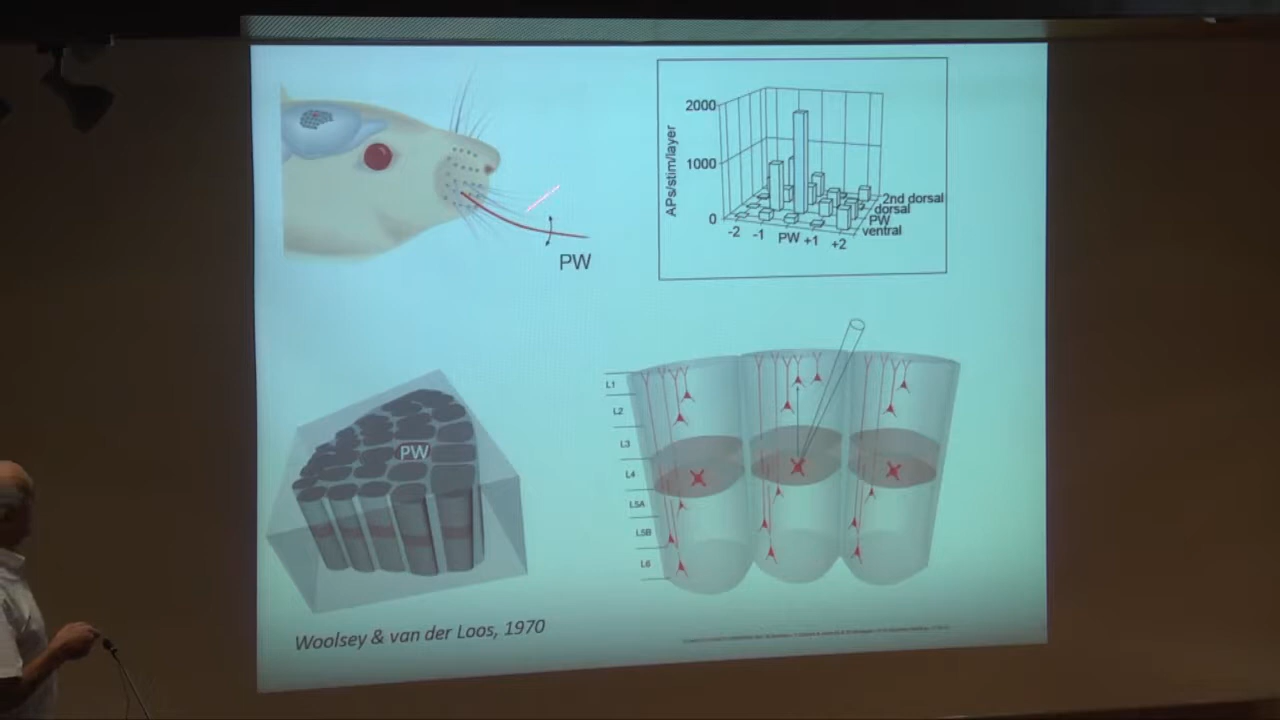 PW
2000
1000
0
APs/stim/layer
2nd dorsal
dorsal
PW
ventral
-2 -1 PW +1 +2
PW
L1
L2
L3
L4
L5A
L5B
L6
Woolsey & van der Loos, 1970